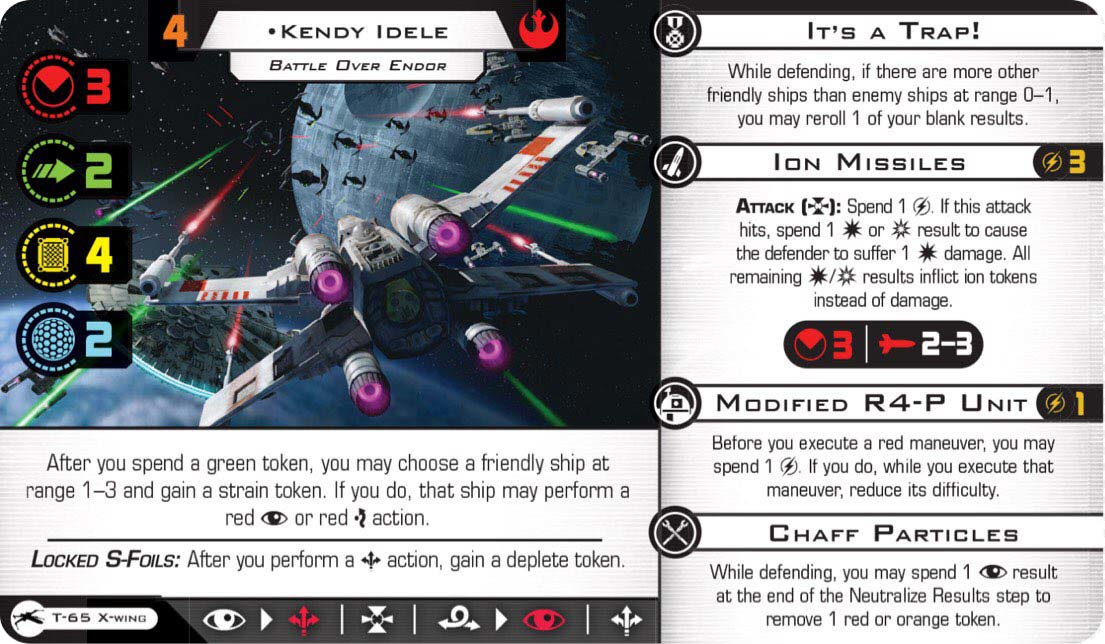 4
•Kendy Idele
Battle Over Endor
3
2
4
2
After you spend a green token, you may choose a friendly ship at
range 1–3 and gain a strain token. If you do, that ship may perform a
red or red action.
Locked S-Foils: After you perform a action, gain a deplete token.
T-65 X-wing
It's a Trap!
While defending, if there are more other
friendly ships than enemy ships at range 0–1,
you may reroll 1 of your blank results.
Ion Missiles
3
Attack ( ): Spend 1 . If this attack
hits, spend 1 or result to cause
the defender to suffer 1 damage. All
remaining / results inflict ion tokens
instead of damage.
3 2–3
Modified R4-P Unit
1
Before you execute a red maneuver, you may
spend 1 . If you do, while you execute that
maneuver, reduce its difficulty.
Chaff Particles
While defending, you may spend 1 result
at the end of the Neutralize Results step to
remove 1 red or orange token.